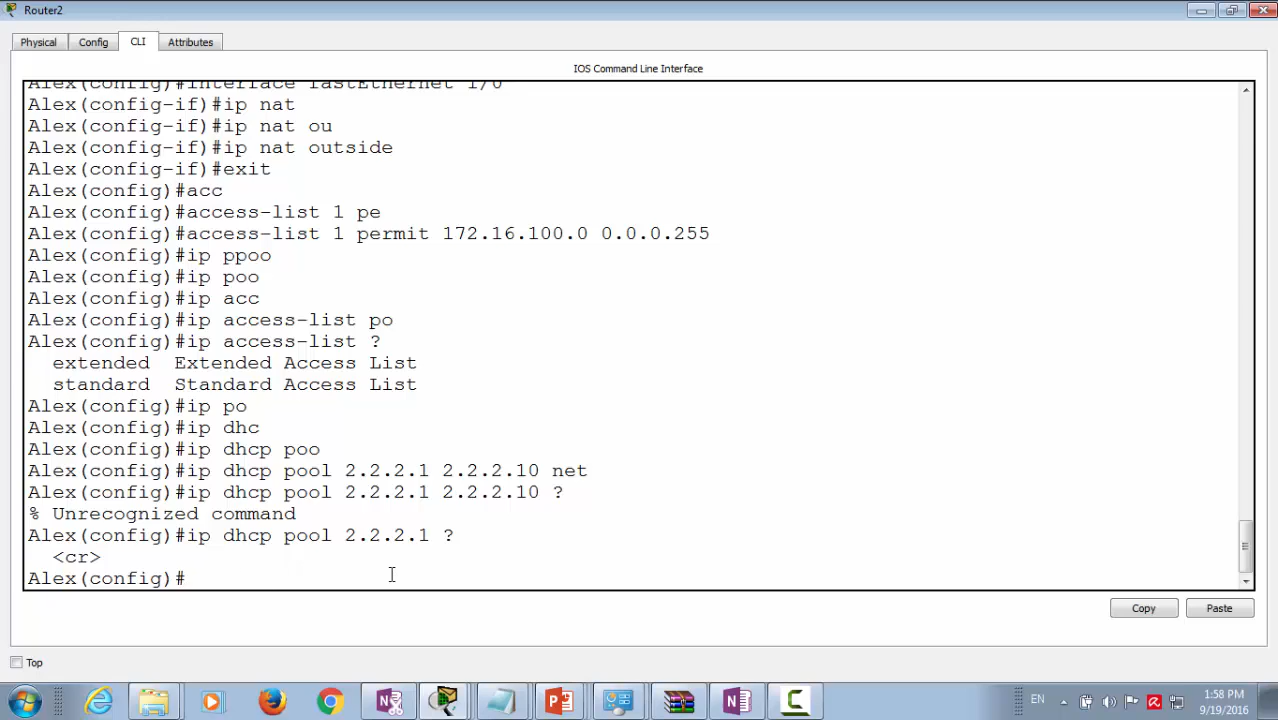 Router2
Physical
Config
CLI
Attributes
IOS Command Line Interface
Alex(config)#interface fastEthernet 1/0
Alex(config-if)#ip nat
Alex(config-if)#ip nat ou
Alex(config-if)#ip nat outside
Alex(config-if)#exit
Alex(config)#acc
Alex(config)#access-list 1 pe
Alex(config)#access-list 1 permit 172.16.100.0 0.0.0.255
Alex(config)#ip ppoo
Alex(config)#ip poo
Alex(config)#ip acc
Alex(config)#ip access-list po
Alex(config)#ip access-list ?
extended  Extended Access List
standard  Standard Access List
Alex(config)#ip po
Alex(config)#ip dhc
Alex(config)#ip dhcp poo
Alex(config)#ip dhcp pool 2.2.2.1 2.2.2.10 net
Alex(config)#ip dhcp pool 2.2.2.1 2.2.2.10 ?
% Unrecognized command
Alex(config)#ip dhcp pool 2.2.2.1 ?
<cr>
Alex(config)#
Copy
Paste
Top
EN
1:58 PM
9/19/2016